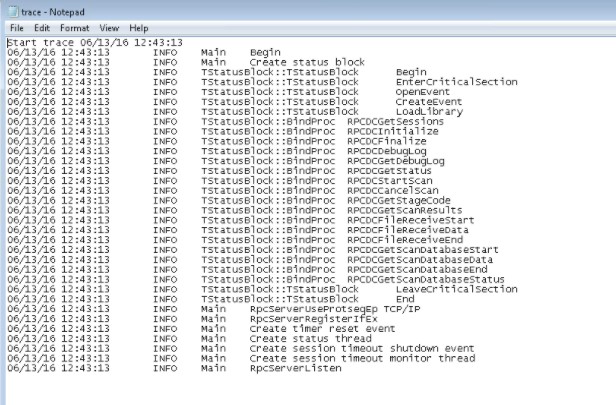 trace - Notepad
File Edit Format View Help
Start trace 06/13/16 12:43:13
06/13/16 12:43:13 INFO Main Begin
06/13/16 12:43:13 INFO Main Create status block
06/13/16 12:43:13 INFO TStatusBlock::TStatusBlock Begin
06/13/16 12:43:13 INFO TStatusBlock::TStatusBlock EnterCriticalSection
06/13/16 12:43:13 INFO TStatusBlock::TStatusBlock OpenEvent
06/13/16 12:43:13 INFO TStatusBlock::TStatusBlock CreateEvent
06/13/16 12:43:13 INFO TStatusBlock::TStatusBlock LoadLibrary
06/13/16 12:43:13 INFO TStatusBlock::BindProc RPCDCGetSessions
06/13/16 12:43:13 INFO TStatusBlock::BindProc RPCDCInitialize
06/13/16 12:43:13 INFO TStatusBlock::BindProc RPCDCFinalize
06/13/16 12:43:13 INFO TStatusBlock::BindProc RPCDCDebugLog
06/13/16 12:43:13 INFO TStatusBlock::BindProc RPCDCGetDebugLog
06/13/16 12:43:13 INFO TStatusBlock::BindProc RPCDCGetStatus
06/13/16 12:43:13 INFO TStatusBlock::BindProc RPCDCStartScan
06/13/16 12:43:13 INFO TStatusBlock::BindProc RPCDCCancelScan
06/13/16 12:43:13 INFO TStatusBlock::BindProc RPCDCGetStageCode
06/13/16 12:43:13 INFO TStatusBlock::BindProc RPCDCGetScanResults
06/13/16 12:43:13 INFO TStatusBlock::BindProc RPCDCFileReceiveStart
06/13/16 12:43:13 INFO TStatusBlock::BindProc RPCDCFileReceiveData
06/13/16 12:43:13 INFO TStatusBlock::BindProc RPCDCFileReceiveEnd
06/13/16 12:43:13 INFO TStatusBlock::BindProc RPCDCGetScanDatabaseStart
06/13/16 12:43:13 INFO TStatusBlock::BindProc RPCDCGetScanDatabaseData
06/13/16 12:43:13 INFO TStatusBlock::BindProc RPCDCGetScanDatabaseEnd
06/13/16 12:43:13 INFO TStatusBlock::BindProc RPCDCGetScanDatabaseStatus
06/13/16 12:43:13 INFO TStatusBlock::TStatusBlock LeaveCriticalSection
06/13/16 12:43:13 INFO TStatusBlock::TStatusBlock End
06/13/16 12:43:13 INFO Main RpcServerUseProtseqEp TCP/IP
06/13/16 12:43:13 INFO Main RpcServerRegisterIfEx
06/13/16 12:43:13 INFO Main Create timer reset event
06/13/16 12:43:13 INFO Main Create status thread
06/13/16 12:43:13 INFO Main Create session timeout shutdown event
06/13/16 12:43:13 INFO Main Create session timeout monitor thread
06/13/16 12:43:13 INFO Main RpcServerListen